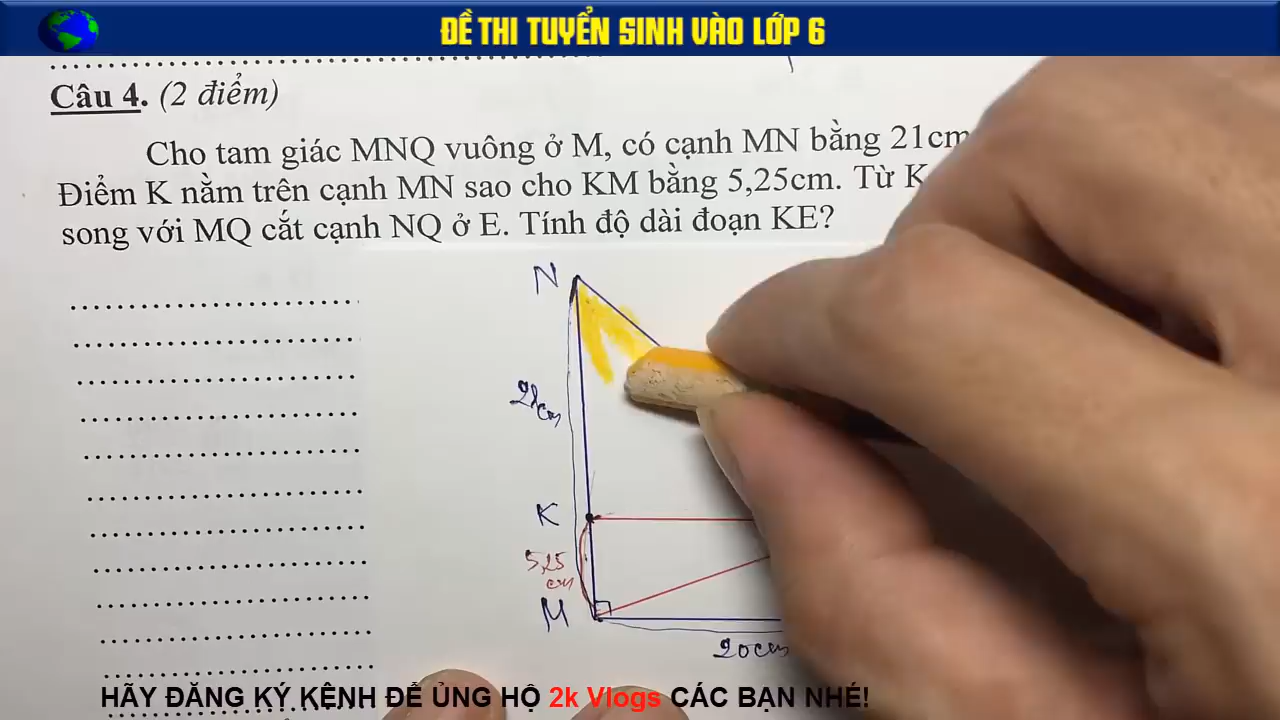 ĐỀ THI TUYỂN SINH VÀO LỚP 6
Câu 4. (2 điểm)
Cho tam giác MNQ vuông ở M, có cạnh MN bằng 21cm
Điểm K nằm trên cạnh MN sao cho KM bằng 5,25cm. Từ K
song với MQ cắt cạnh NQ ở E. Tính độ dài đoạn KE?
N
21cm
K
5,25
cm
M
20cm
HÃY ĐĂNG KÝ KÊNH ĐỂ ỦNG HỘ 2k Vlogs CÁC BẠN NHÉ!